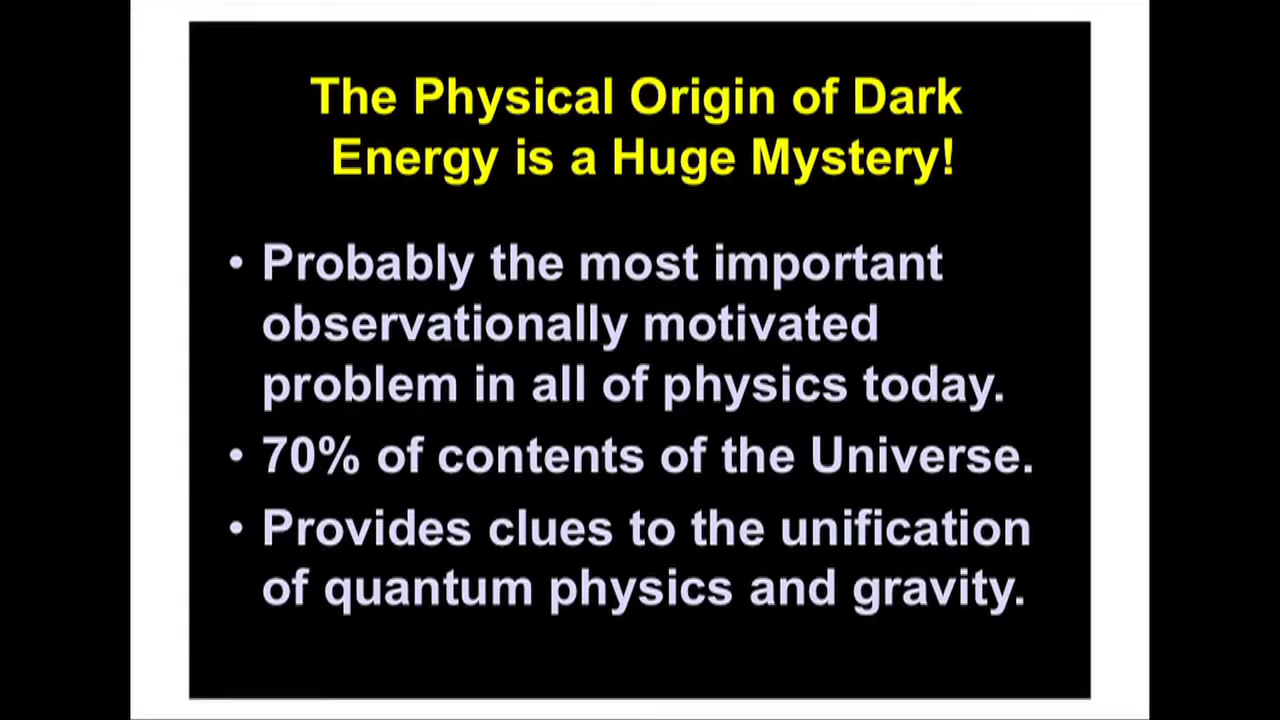 The Physical Origin of Dark
Energy is a Huge Mystery!
• Probably the most important
observationally motivated
problem in all of physics today.
• 70% of contents of the Universe.
• Provides clues to the unification
of quantum physics and gravity.